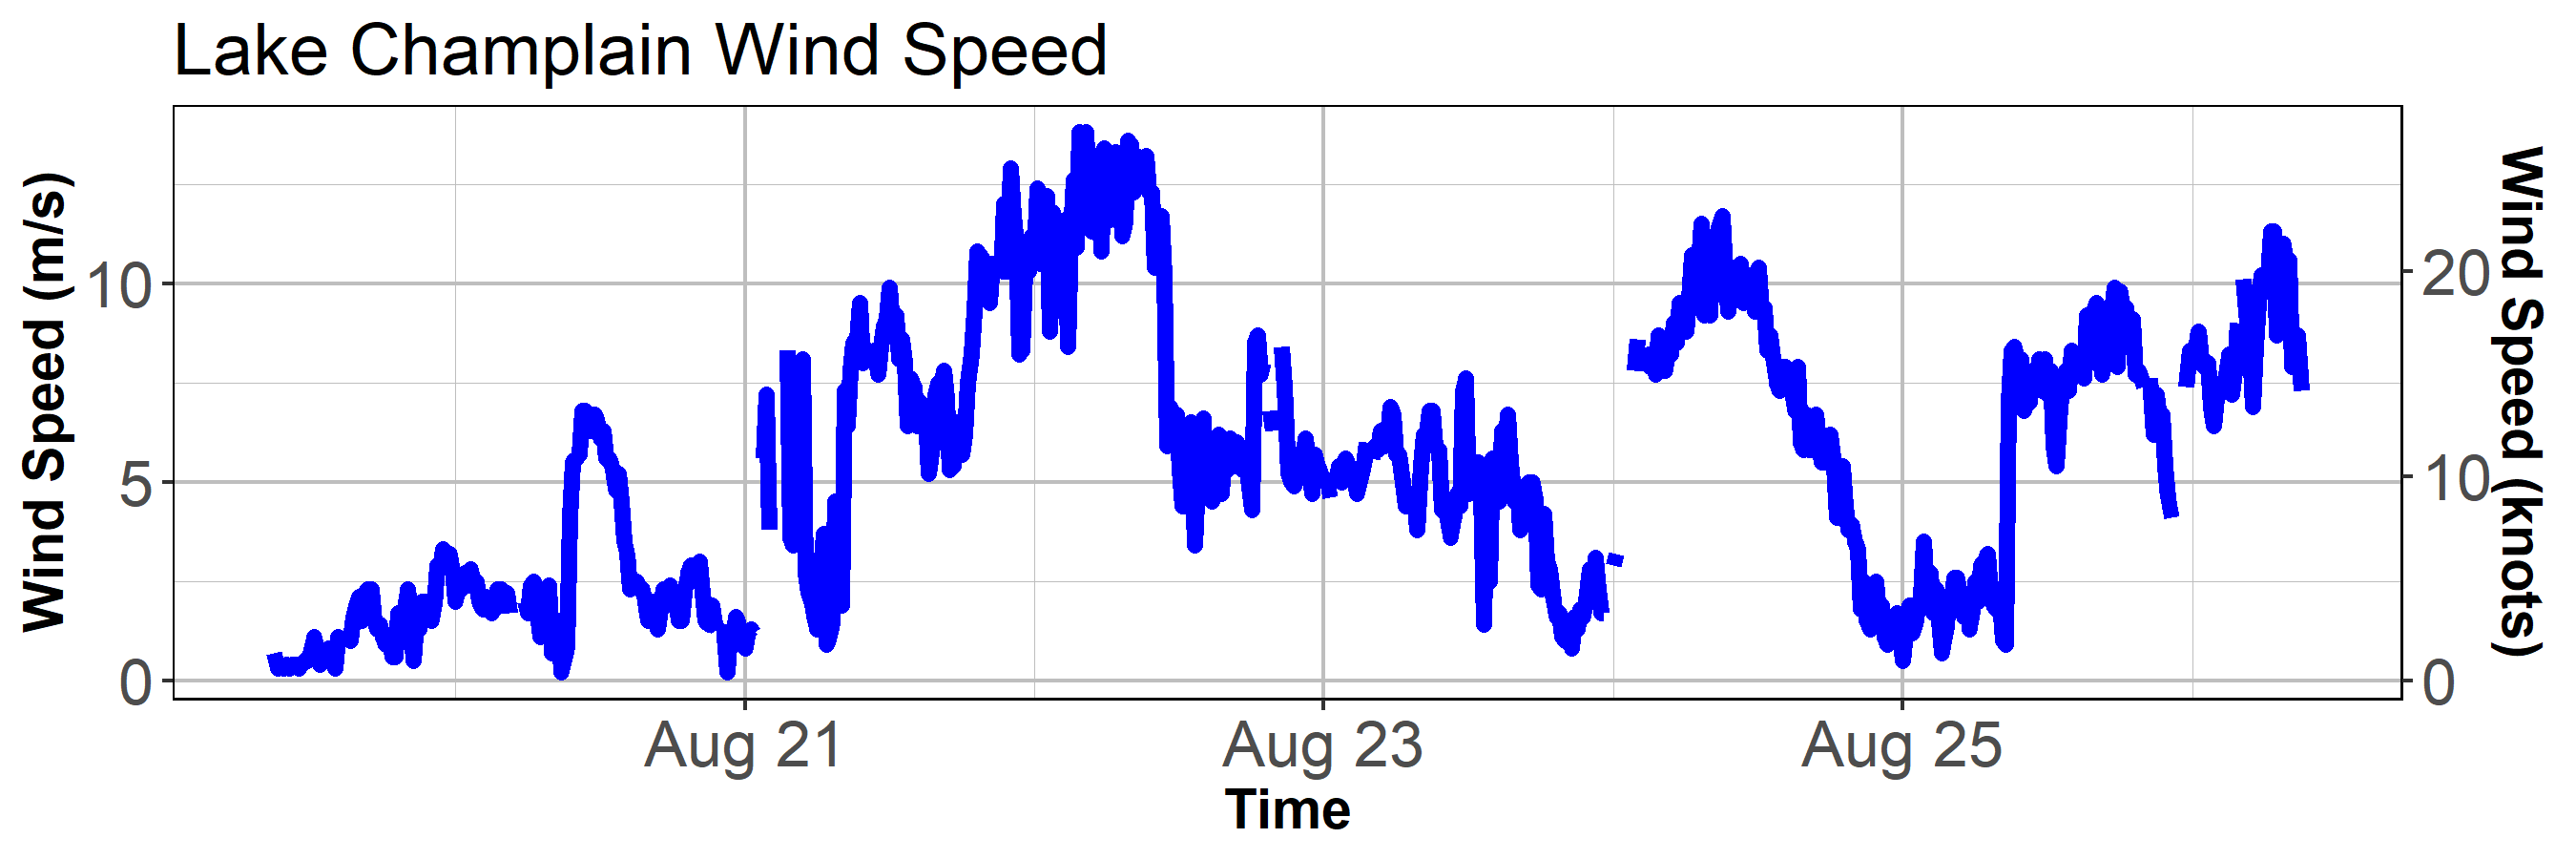 Lake Champlain Wind Speed
Wind Speed (m/s)
10
5
0
20
10
0
Wind Speed (knots)
Aug 21
Aug 23
Aug 25
Time